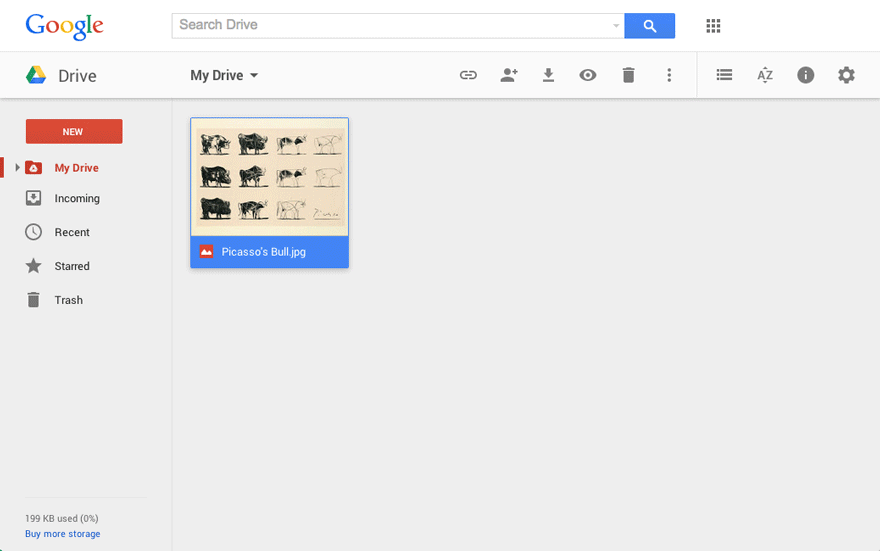 Google
Search Drive
Drive
My Drive
AZ
NEW
My Drive
Incoming
Recent
Starred
Trash
Picasso's Bull.jpg
199 KB used (0%)
Buy more storage